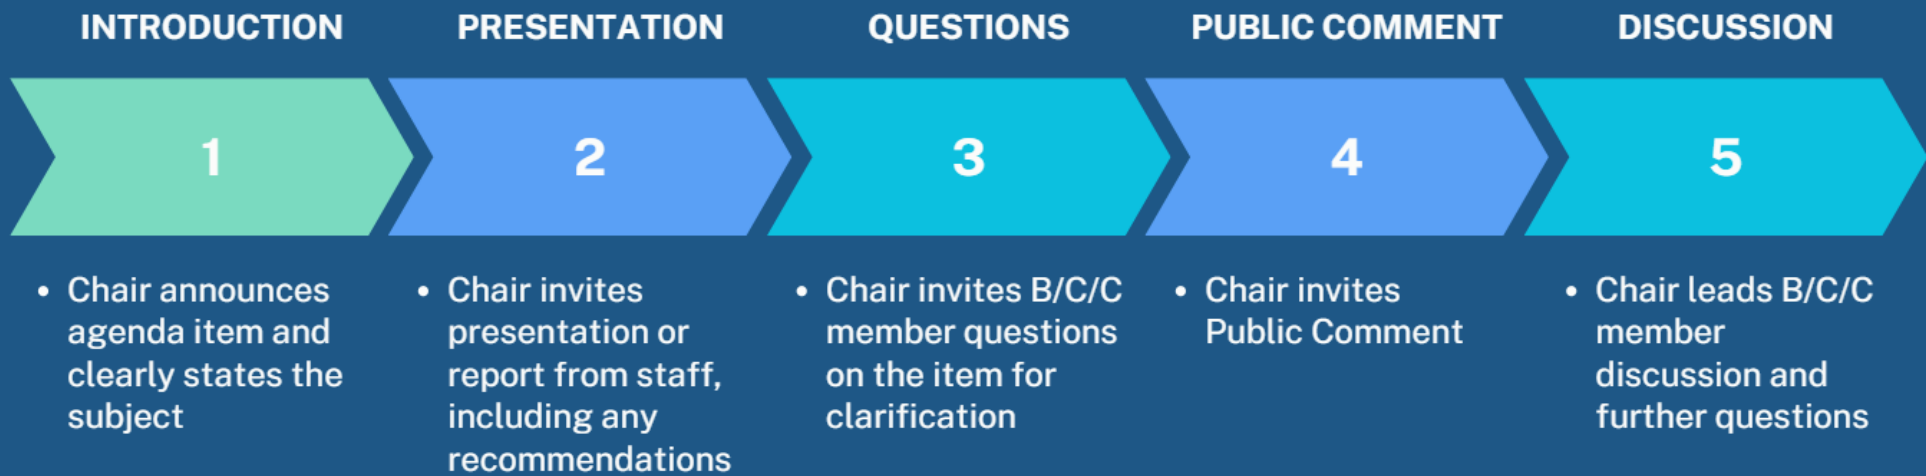 INTRODUCTION
PRESENTATION
QUESTIONS
PUBLIC COMMENT
DISCUSSION
1
2
3
4
5
• Chair announces
agenda item and
clearly states the
subject
• Chair invites
presentation or
report from staff,
including any
recommendations
• Chair invites B/C/C
member questions
on the item for
clarification
• Chair invites
Public Comment
• Chair leads B/C/C
member
discussion and
further questions